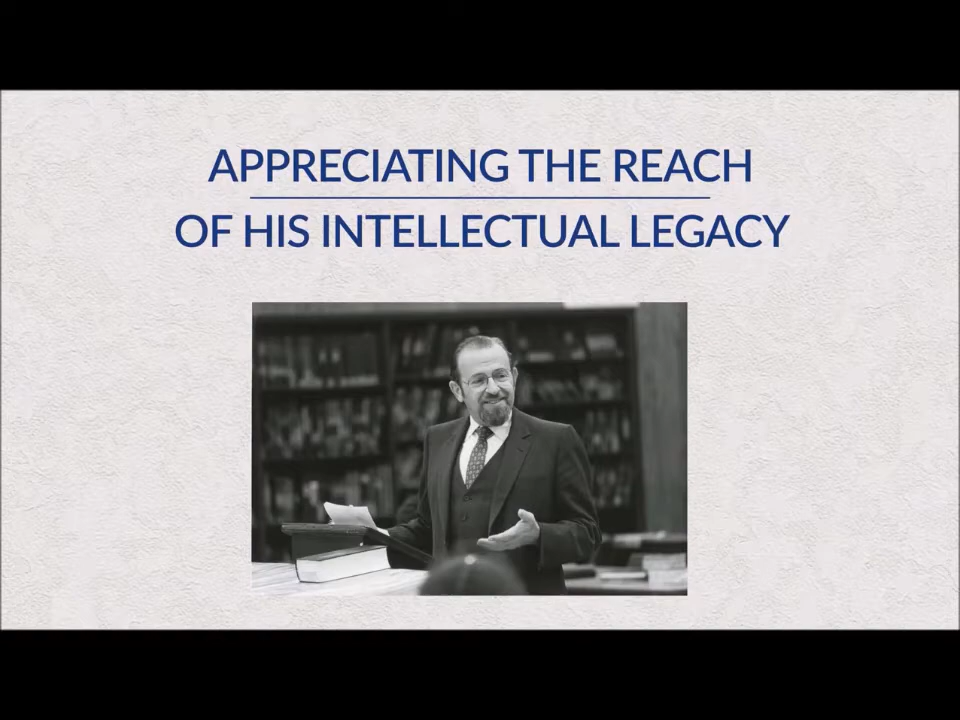 APPRECIATING THE REACH
OF HIS INTELLECTUAL LEGACY